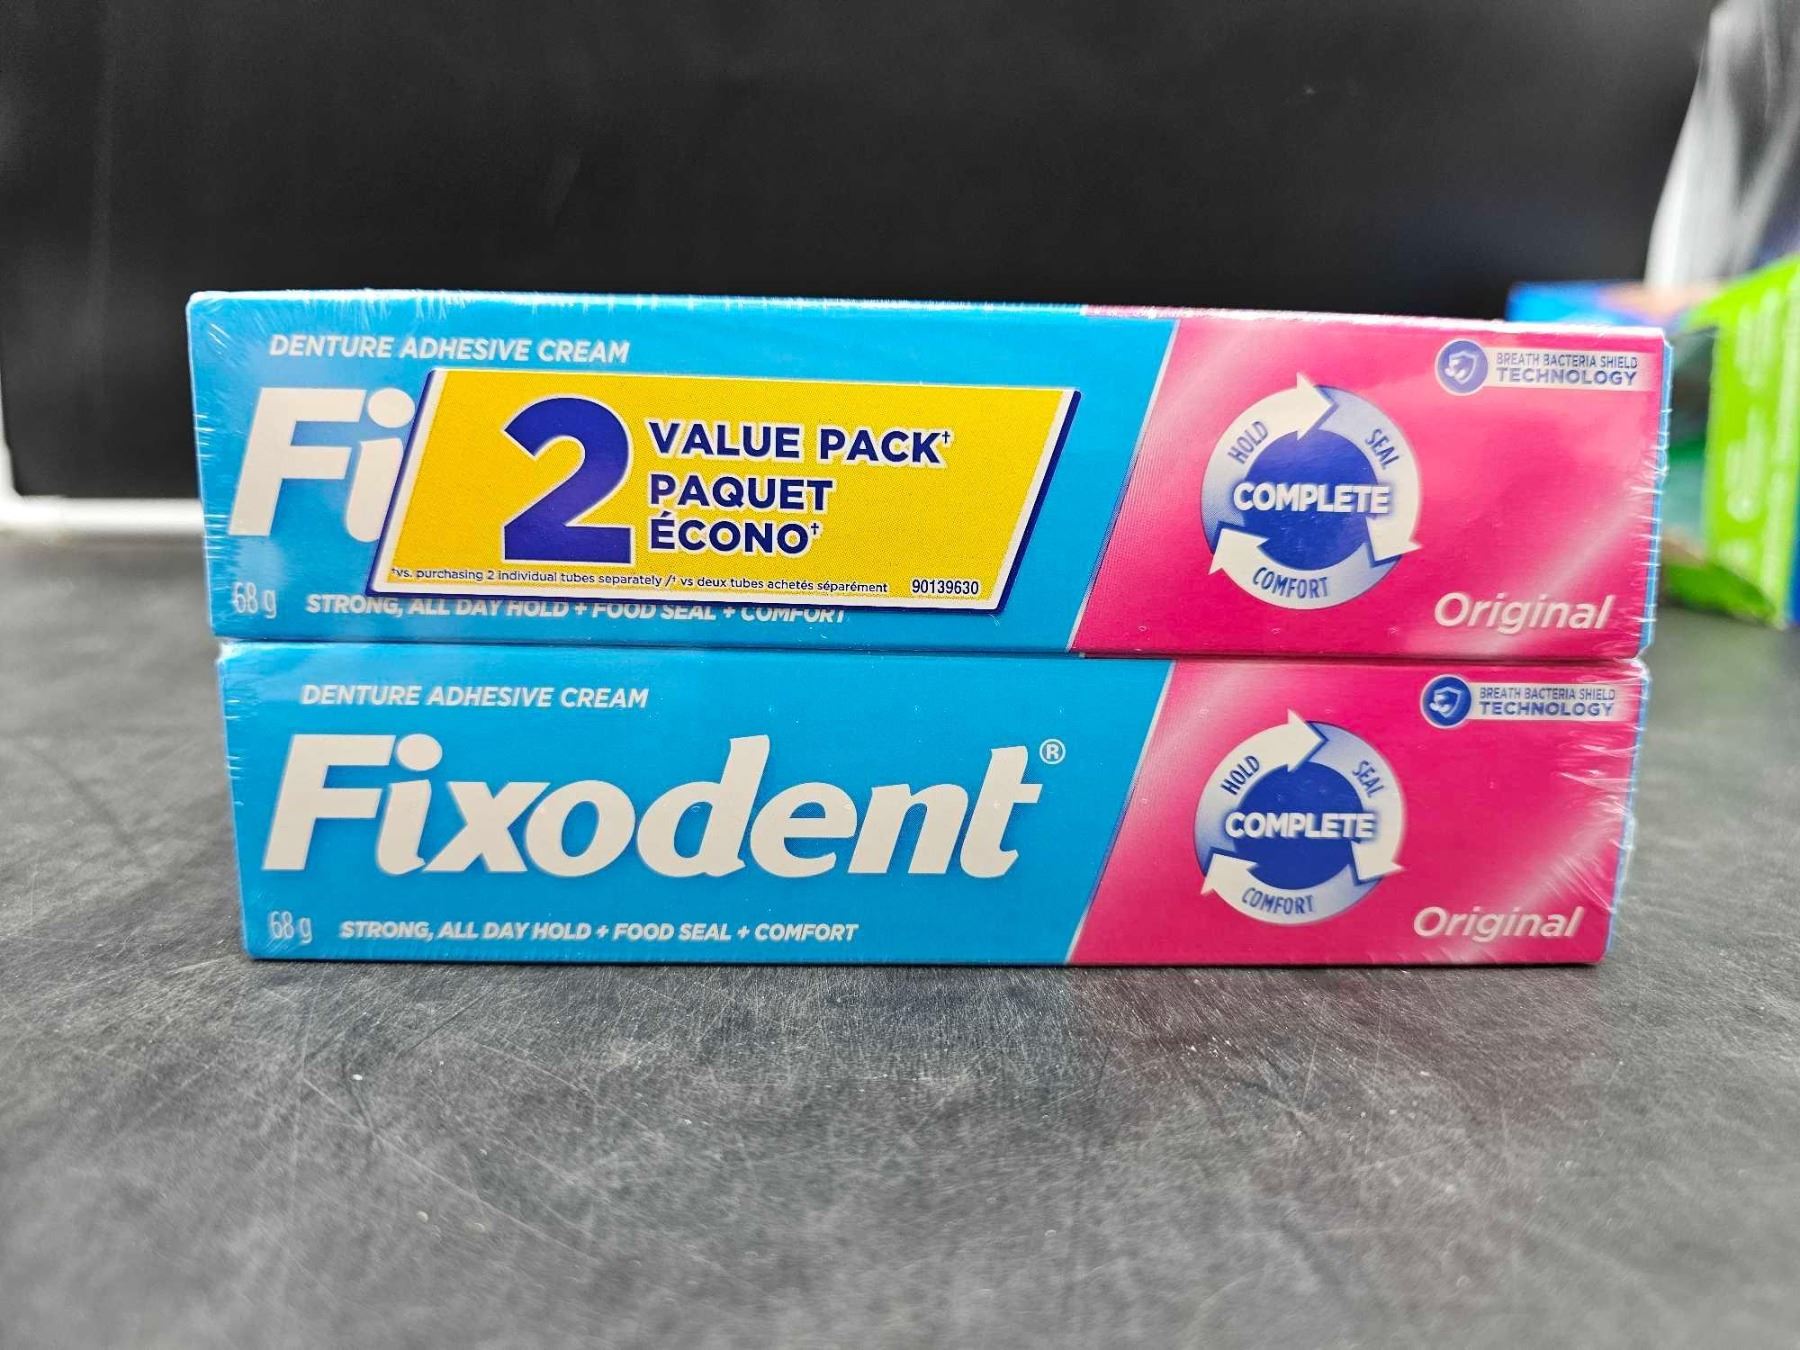 DENTURE ADHESIVE CREAM
Fi
2 VALUE PACK†
PAQUET
ÉCONO†
†vs. purchasing 2 individual tubes separately /† vs deux tubes achetés séparément 90139630
68 g STRONG, ALL DAY HOLD + FOOD SEAL + COMFORT
BREATH BACTERIA SHIELD
TECHNOLOGY
HOLD
SEAL
COMPLETE
COMFORT
Original
DENTURE ADHESIVE CREAM
Fixodent®
68 g STRONG, ALL DAY HOLD + FOOD SEAL + COMFORT
BREATH BACTERIA SHIELD
TECHNOLOGY
HOLD
SEAL
COMPLETE
COMFORT
Original